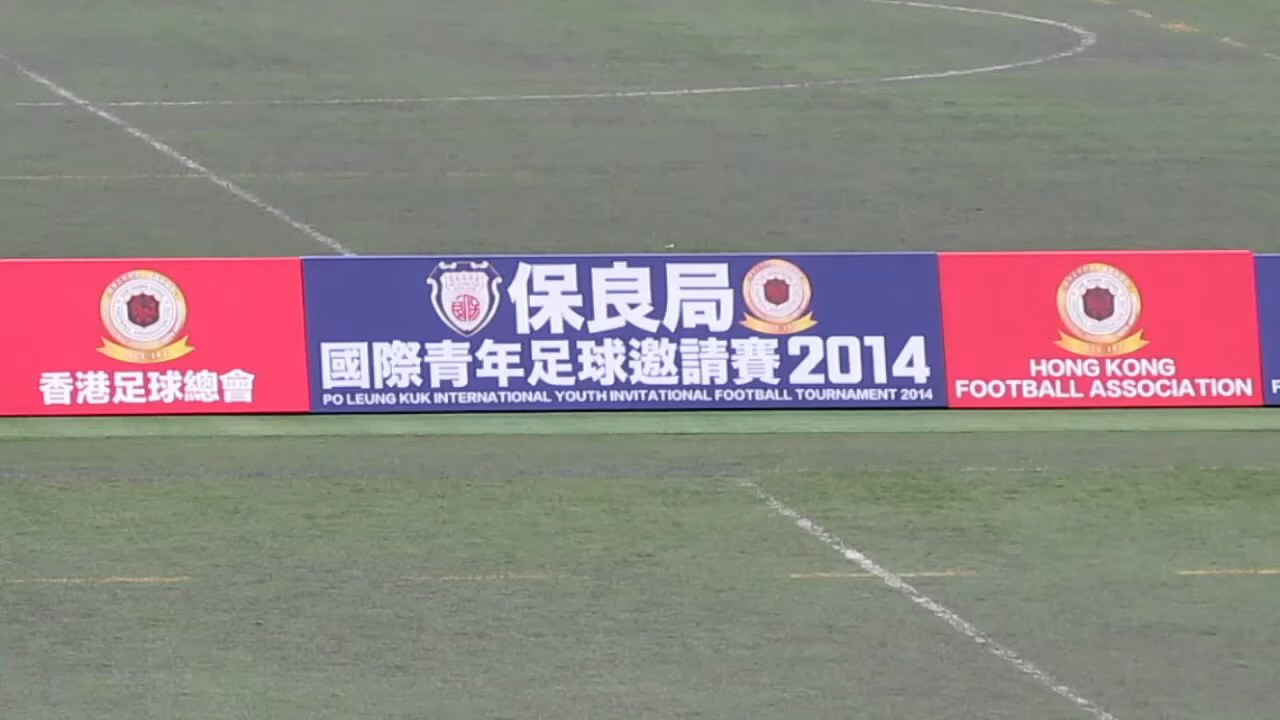 香港足球總會
保良局
國際青年足球邀請賽2014
PO LEUNG KUK INTERNATIONAL YOUTH INVITATIONAL FOOTBALL TOURNAMENT 2014
HONG KONG
FOOTBALL ASSOCIATION